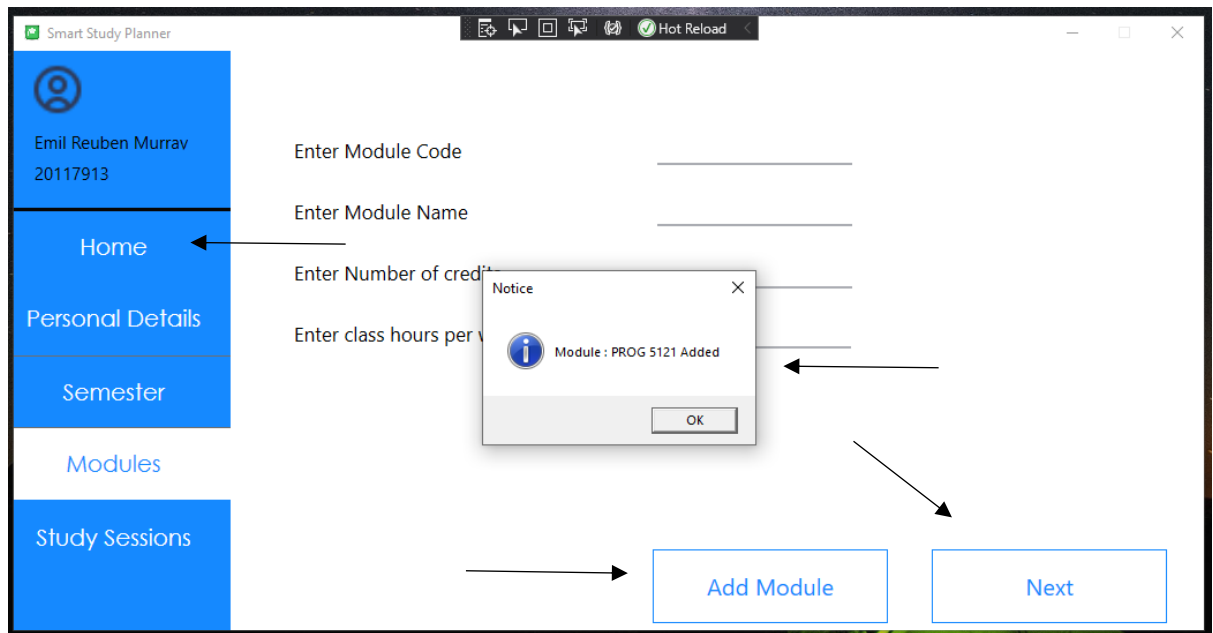 Smart Study Planner
Hot Reload
Emil Reuben Murray
20117913
Home
Personal Details
Semester
Modules
Study Sessions
Enter Module Code
Enter Module Name
Enter Number of credits
Enter class hours per
Notice
Module : PROG 5121 Added
OK
Add Module
Next